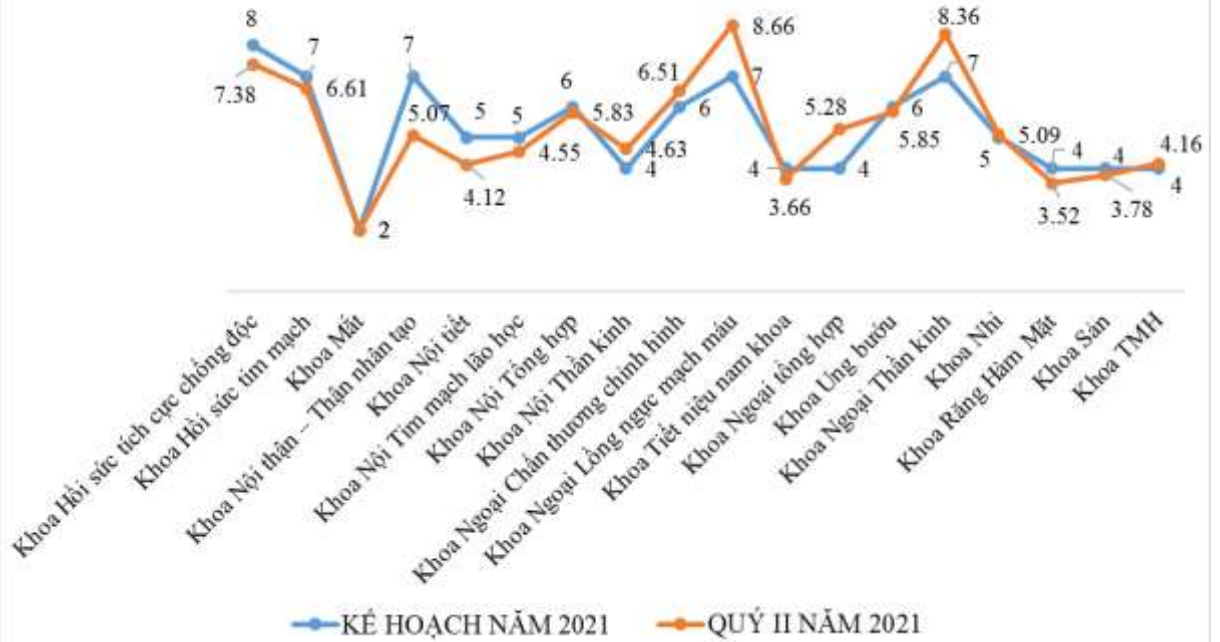 8
7
7.38
6.61
2
7
5.07
5
4.12
5
4.55
6
5.83
4.63
4
6.51
6
8.66
7
4
3.66
5.28
4
6
5.85
8.36
7
5.09
5
4
3.52
4
3.78
4.16
4
Khoa Hồi sức tích cực chống độc
Khoa Hồi sức tim mạch
Khoa Mắt
Khoa Nội thận – Thận nhân tạo
Khoa Nội tiết
Khoa Nội Tim mạch lão học
Khoa Nội Tổng hợp
Khoa Nội Thần kinh
Khoa Ngoại Chấn thương chỉnh hình
Khoa Ngoại Lồng ngực mạch máu
Khoa Tiết niệu nam khoa
Khoa Ngoại tổng hợp
Khoa Ung bướu
Khoa Ngoại Thần kinh
Khoa Nhi
Khoa Răng Hàm Mặt
Khoa Sản
Khoa TMH
KẾ HOẠCH NĂM 2021
QUÝ II NĂM 2021